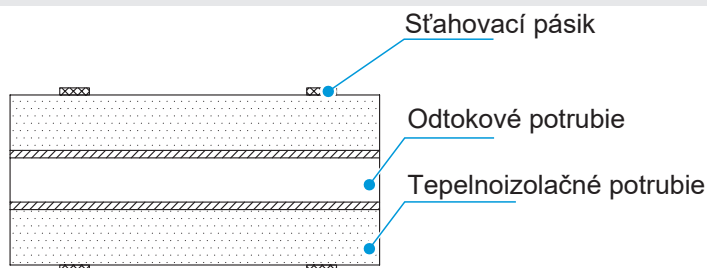 Sťahovací pásik
Odtokové potrubie
Tepelnoizolačné potrubie